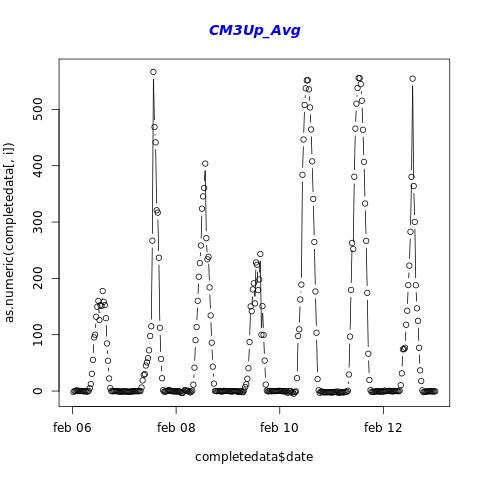 CM3Up_Avg
as.numeric(completedata[, i])
500
400
300
200
100
0
feb 06
feb 08
feb 10
feb 12
completedata$date